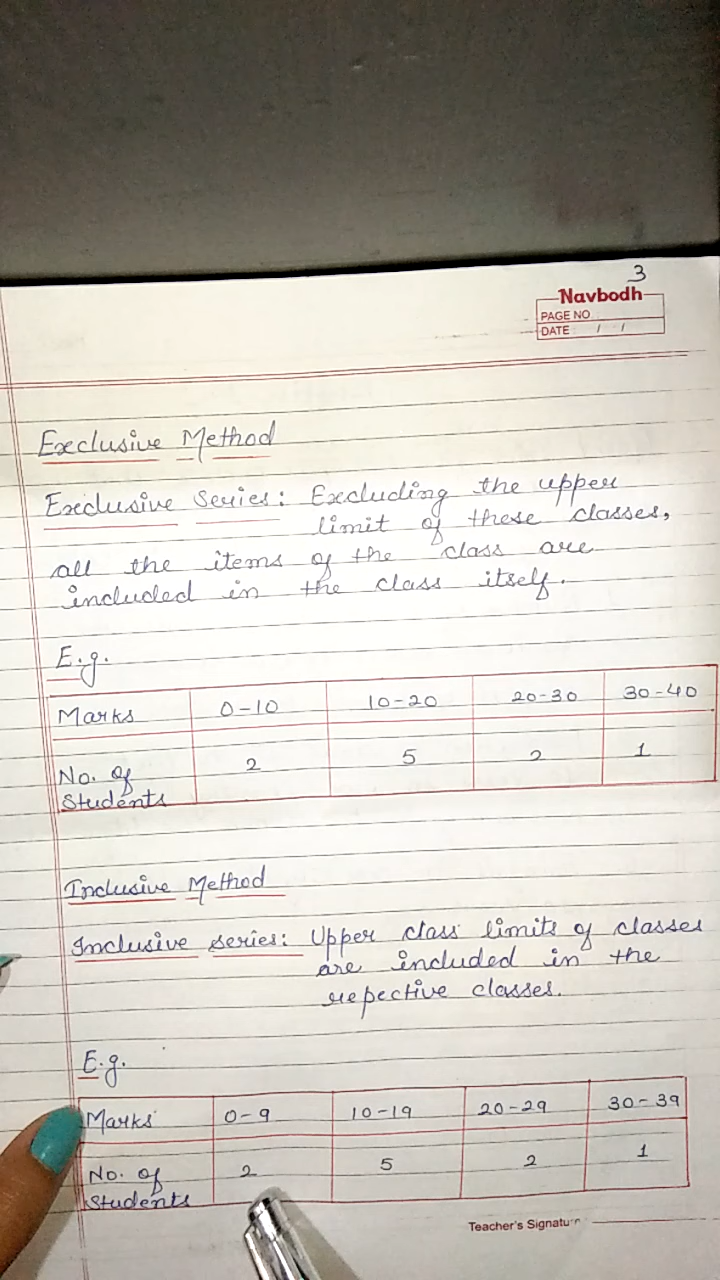 3
Navbodh
PAGE NO.
DATE / /
Exclusive Method
Exclusive Series: Excluding the upper
limit of these classes,
all the items of the class are
included in the class itself.
E.g.
Marks 0-10 10-20 20-30 30-40
No. of 2 5 2 1
Students
Inclusive Method
Inclusive series: Upper class limits of classes
are included in the
repective classes.
E.g.
Marks 0-9 10-19 20-29 30-39
No. of 2 5 2 1
Students
Teacher's Signatur